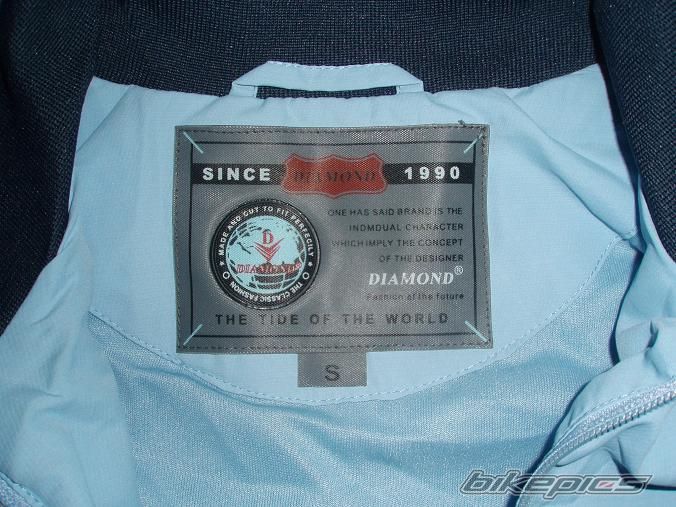 SINCE DIAMOND 1990
MADE AND CUT TO FIT PERFECILY
D
DIAMOND
THE CLASSIC FASHION
ONE HAS SAID BRAND IS THE
INDMDUAL CHARACTER
WHICH IMPLY THE CONCEPT
OF THE DESIGNER
DIAMOND®
Fashion of the future
THE TIDE OF THE WORLD
S
bikepics